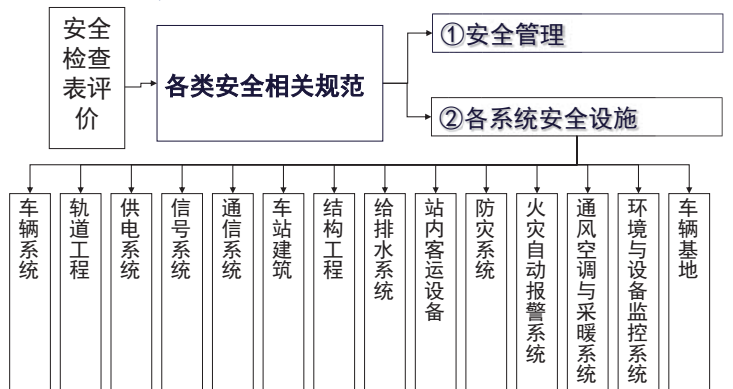 安全
检查
表评
价
各类安全相关规范
①安全管理
②各系统安全设施
车辆系统
轨道工程
供电系统
信号系统
通信系统
车站建筑
结构工程
给排水系统
站内客运设备
防灾系统
火灾自动报警系统
通风空调与采暖系统
环境与设备监控系统
车辆基地